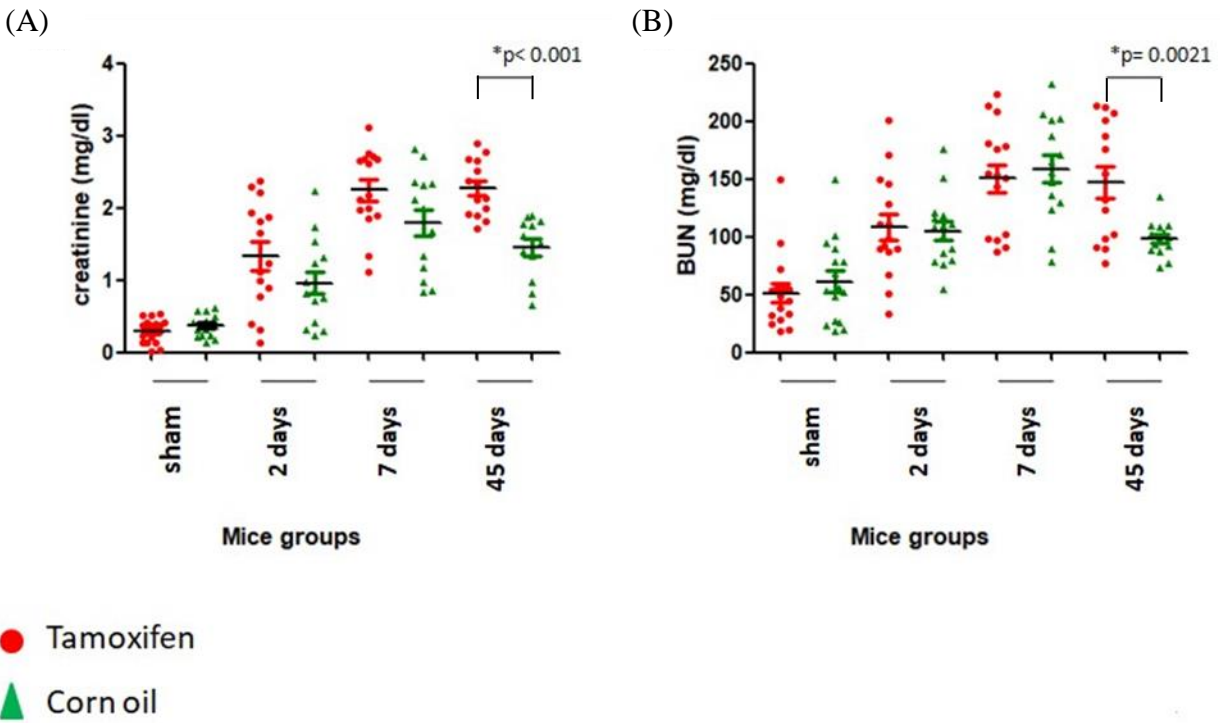 (A)
(B)
*p< 0.001
*p= 0.0021
creatinine (mg/dl)
4
3
2
1
0
sham
2 days
7 days
45 days
Mice groups
BUN (mg/dl)
250
200
150
100
50
0
sham
2 days
7 days
45 days
Mice groups
Tamoxifen
Corn oil